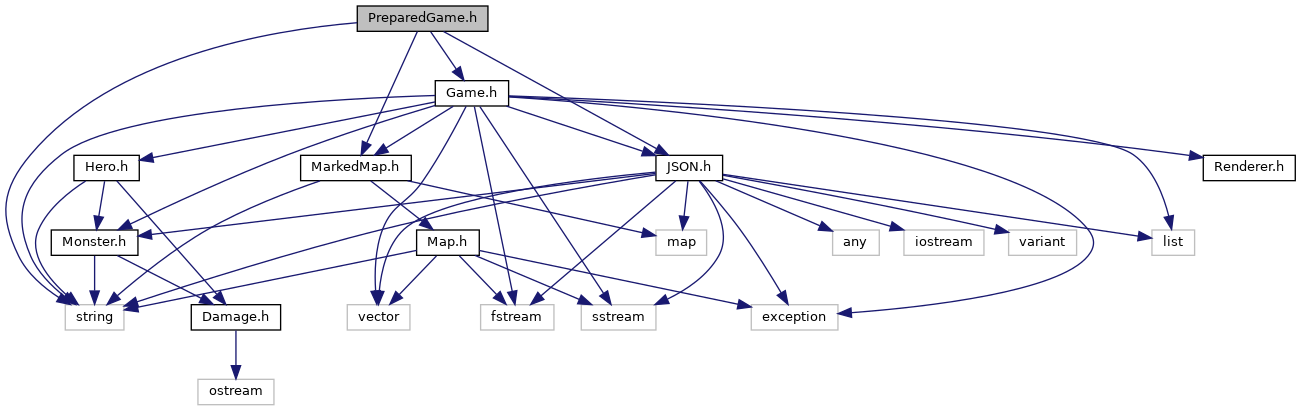 PreparedGame.h
Game.h
Hero.h
MarkedMap.h
JSON.h
Renderer.h
Monster.h
Map.h
map
any
iostream
variant
list
string
Damage.h
vector
fstream
sstream
exception
ostream